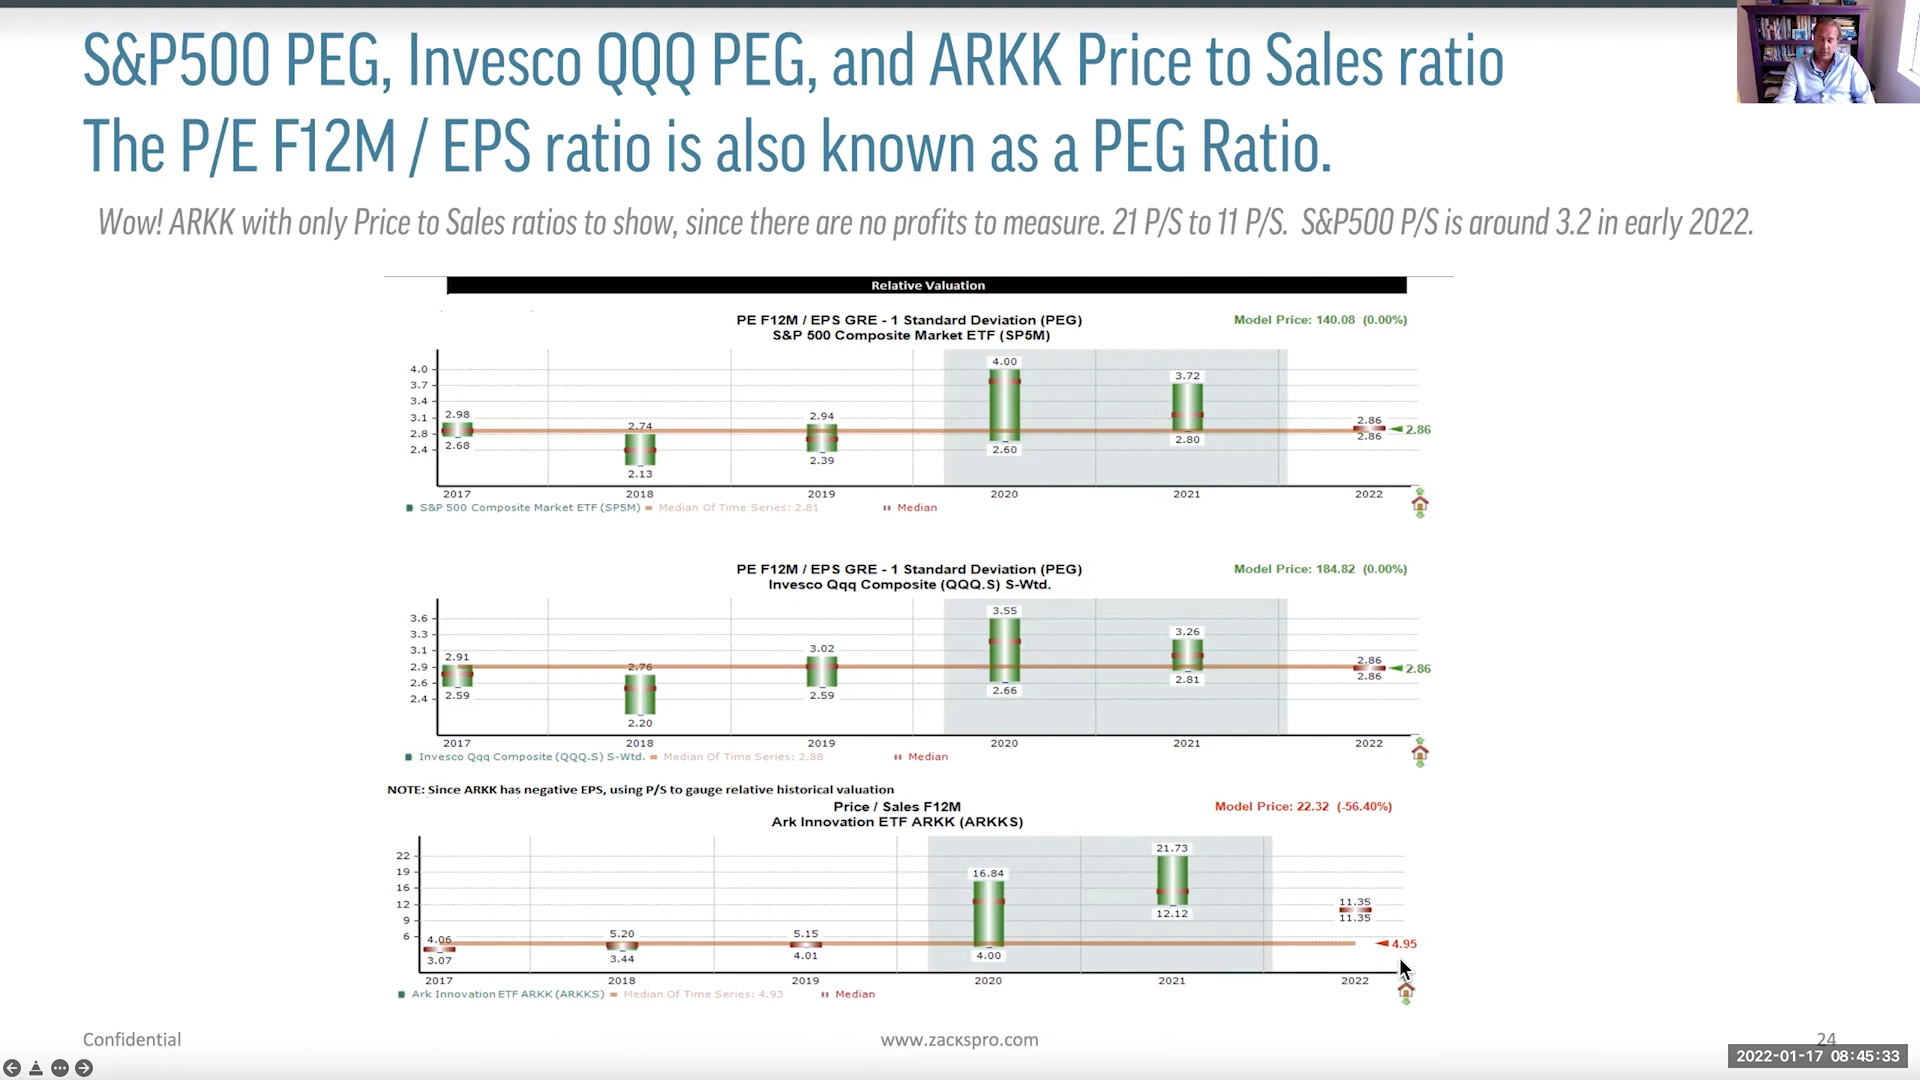 S&P500 PEG, Invesco QQQ PEG, and ARKK Price to Sales ratio
The P/E F12M / EPS ratio is also known as a PEG Ratio.
Wow! ARKK with only Price to Sales ratios to show, since there are no profits to measure. 21 P/S to 11 P/S.  S&P500 P/S is around 3.2 in early 2022.
Relative Valuation
PE F12M / EPS GRE - 1 Standard Deviation (PEG)
Model Price: 140.08 (0.00%)
S&P 500 Composite Market ETF (SP5M)
4.0
3.7
3.4
3.1
2.8
2.4
2.98
2.68
2.74
2.13
2.94
2.39
4.00
2.60
3.72
2.80
2.86
2.86
2.86
2017 2018 2019 2020 2021 2022
S&P 500 Composite Market ETF (SP5M) Median Of Time Series: 2.81 Median
PE F12M / EPS GRE - 1 Standard Deviation (PEG)
Model Price: 184.82 (0.00%)
Invesco Qqq Composite (QQQ.S) S-Wtd.
3.6
3.3
3.1
2.9
2.6
2.4
2.91
2.59
2.76
2.20
3.02
2.59
3.55
2.66
3.26
2.81
2.86
2.86
2.86
2017 2018 2019 2020 2021 2022
Invesco Qqq Composite (QQQ.S) S-Wtd. Median Of Time Series: 2.88 Median
NOTE: Since ARKK has negative EPS, using P/S to gauge relative historical valuation
Price / Sales F12M
Model Price: 22.32 (-56.40%)
Ark Innovation ETF ARKK (ARKKS)
22
19
16
12
9
6
4.06
3.07
5.20
3.44
5.15
4.01
16.84
4.00
21.73
12.12
11.35
11.35
4.95
2017 2018 2019 2020 2021 2022
Ark Innovation ETF ARKK (ARKKS) Median Of Time Series: 4.93 Median
Confidential
www.zackspro.com
24
2022-01-17 08:45:33